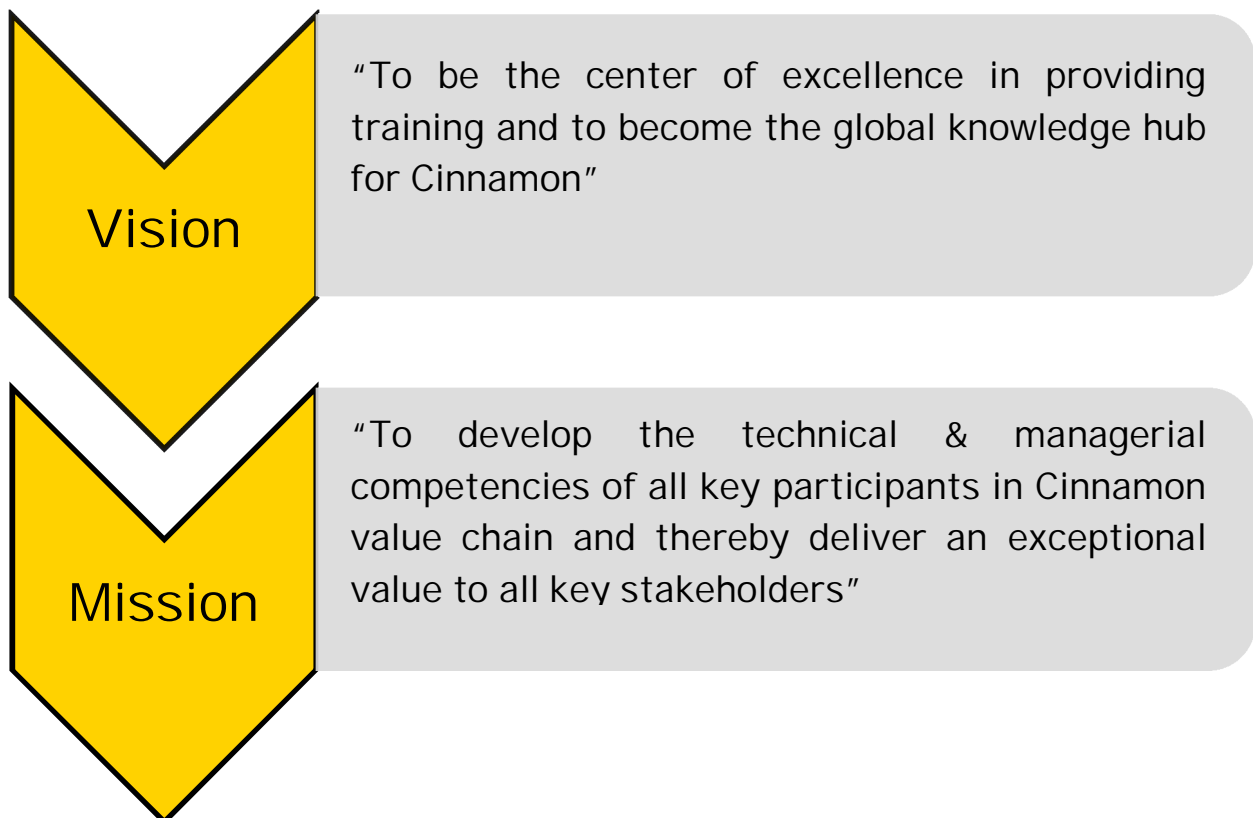 Vision
“To be the center of excellence in providing
training and to become the global knowledge hub
for Cinnamon”
Mission
“To develop the technical & managerial
competencies of all key participants in Cinnamon
value chain and thereby deliver an exceptional
value to all key stakeholders”